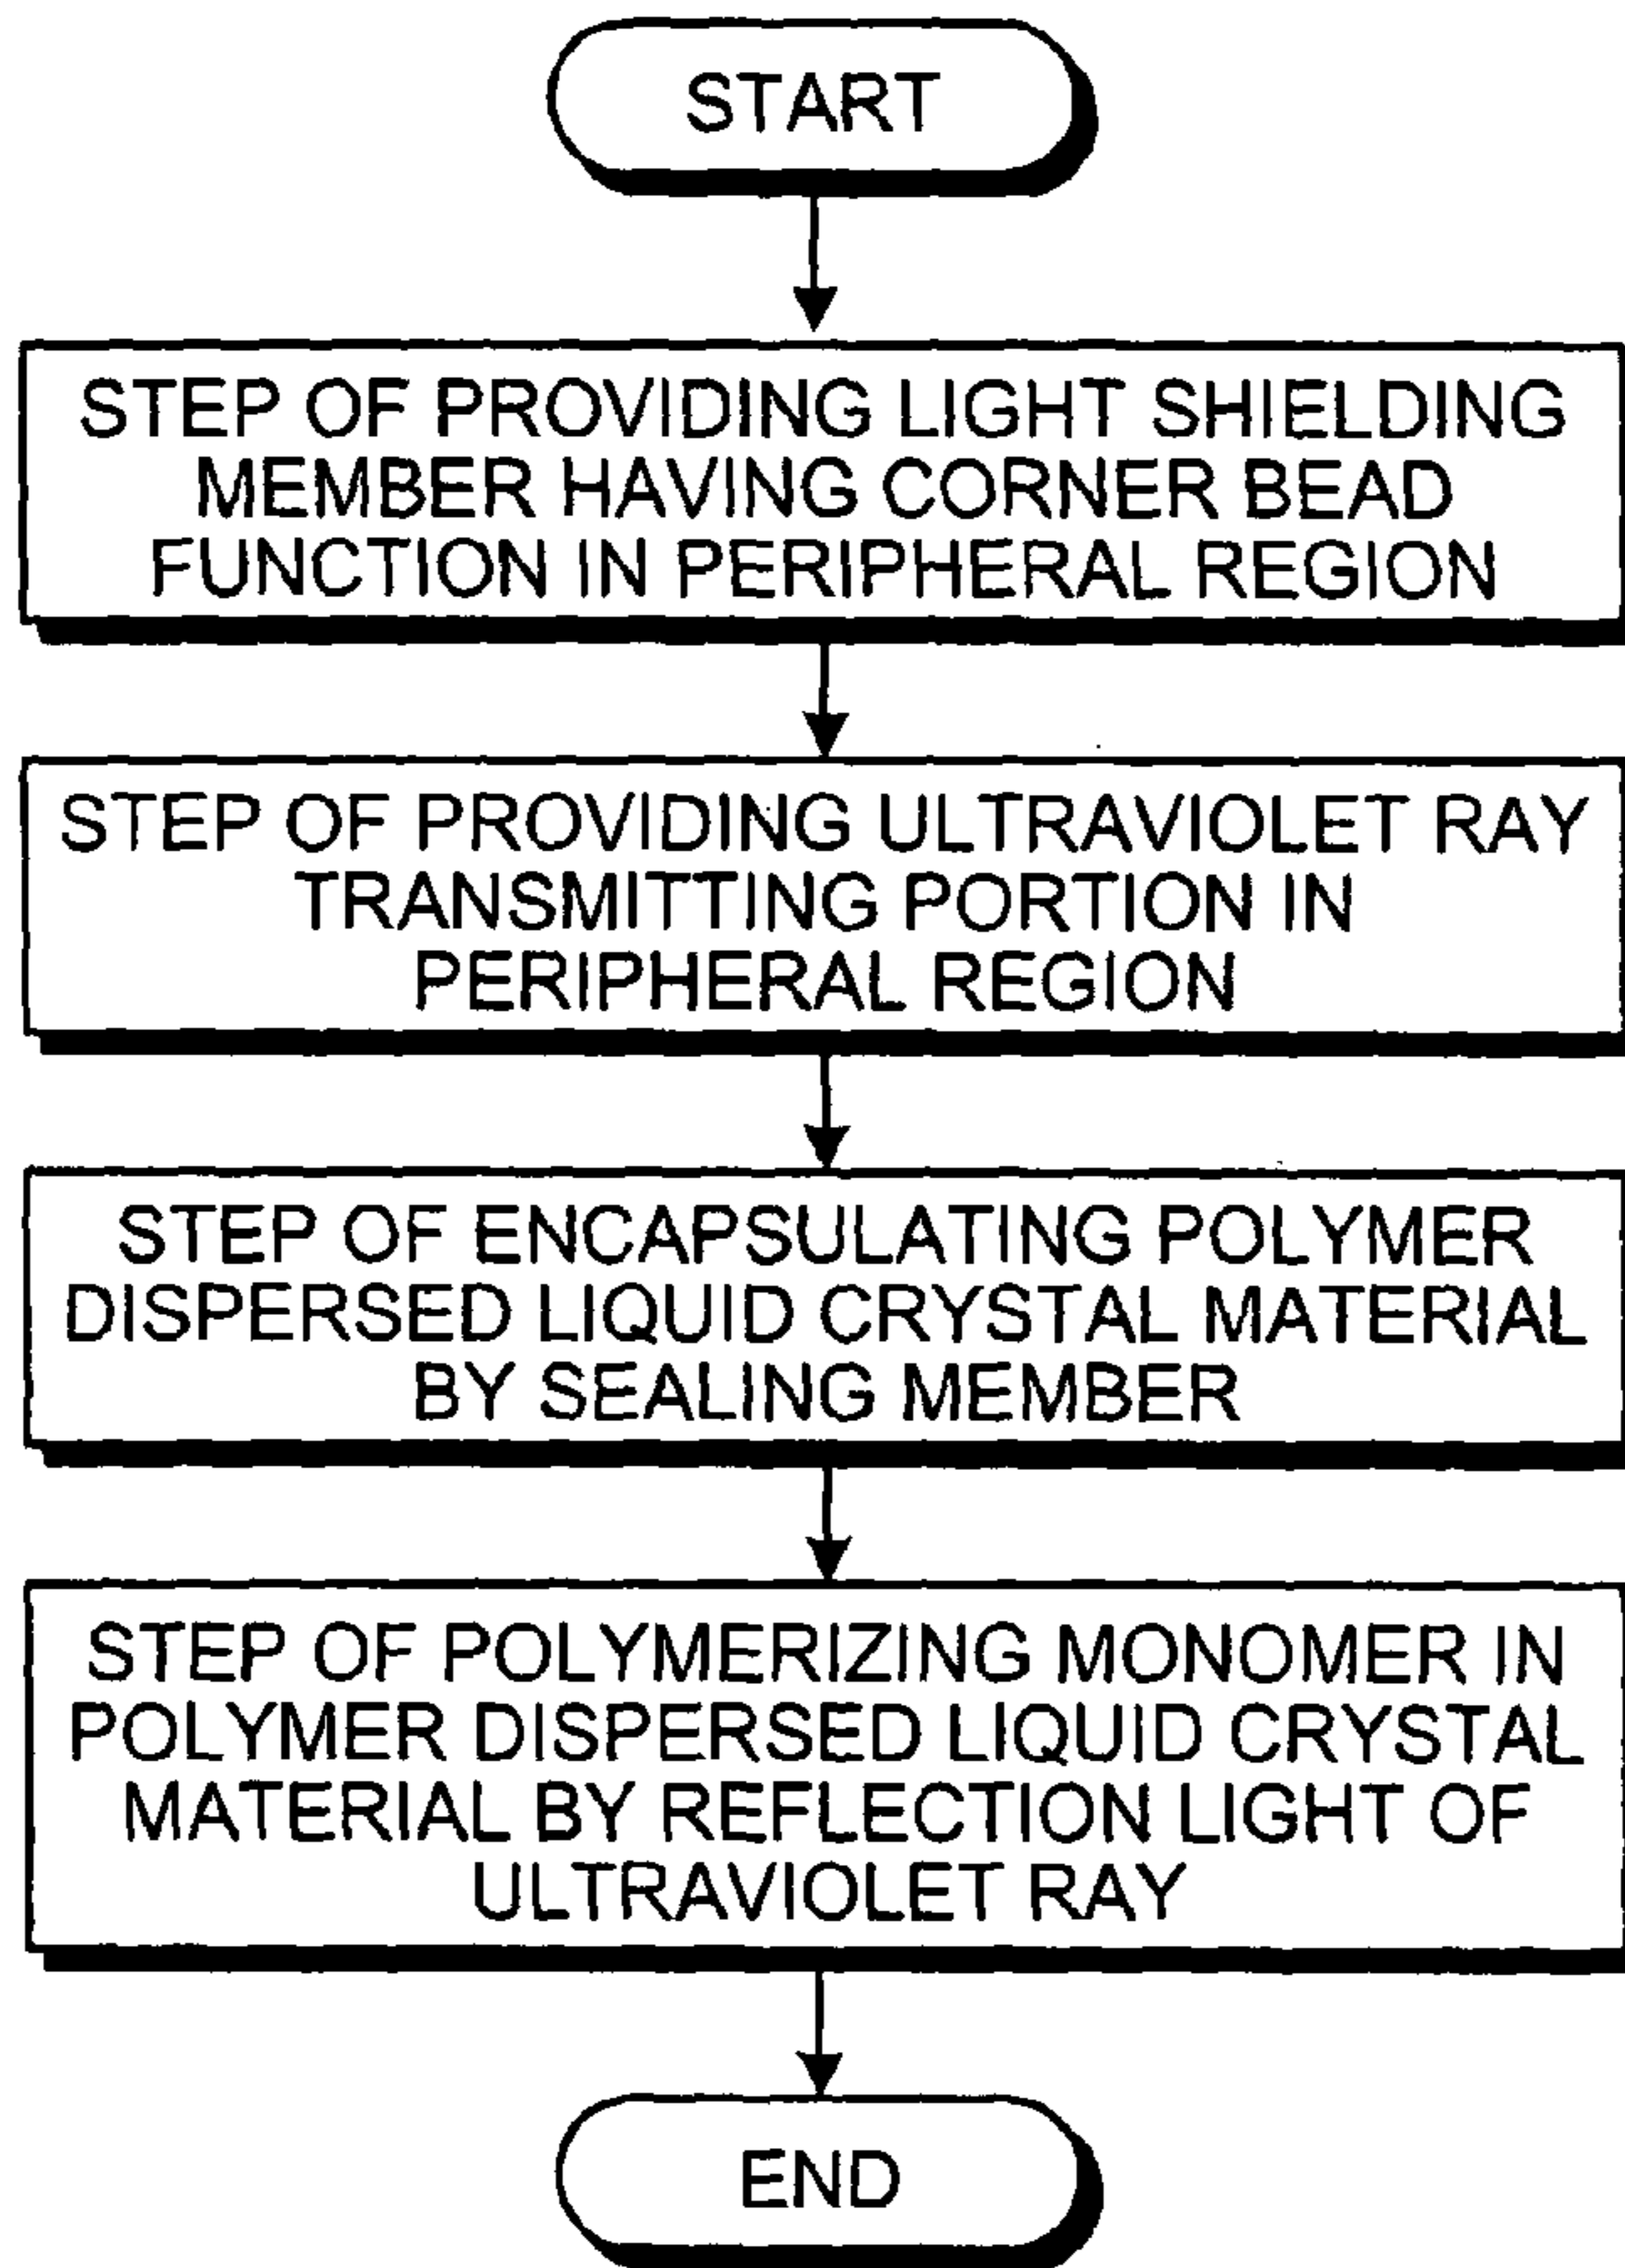 START
STEP OF PROVIDING LIGHT SHIELDING
MEMBER HAVING CORNER BEAD
FUNCTION IN PERIPHERAL REGION
STEP OF PROVIDING ULTRAVIOLET RAY
TRANSMITTING PORTION IN
PERIPHERAL REGION
STEP OF ENCAPSULATING POLYMER
DISPERSED LIQUID CRYSTAL MATERIAL
BY SEALING MEMBER
STEP OF POLYMERIZING MONOMER IN
POLYMER DISPERSED LIQUID CRYSTAL
MATERIAL BY REFLECTION LIGHT OF
ULTRAVIOLET RAY
END